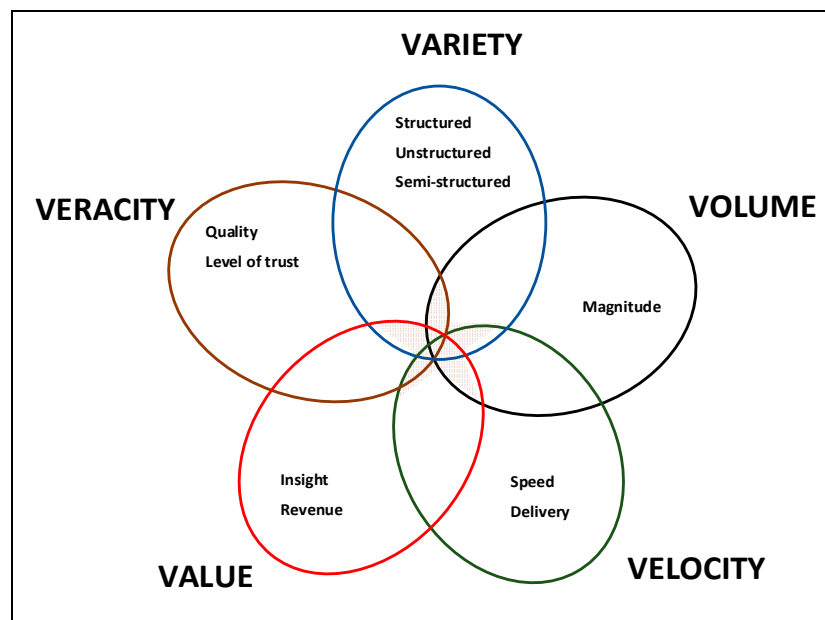 VARIETY
Structured
Unstructured
Semi-structured
VERACITY
Quality
Level of trust
VOLUME
Magnitude
Insight
Revenue
Speed
Delivery
VALUE
VELOCITY